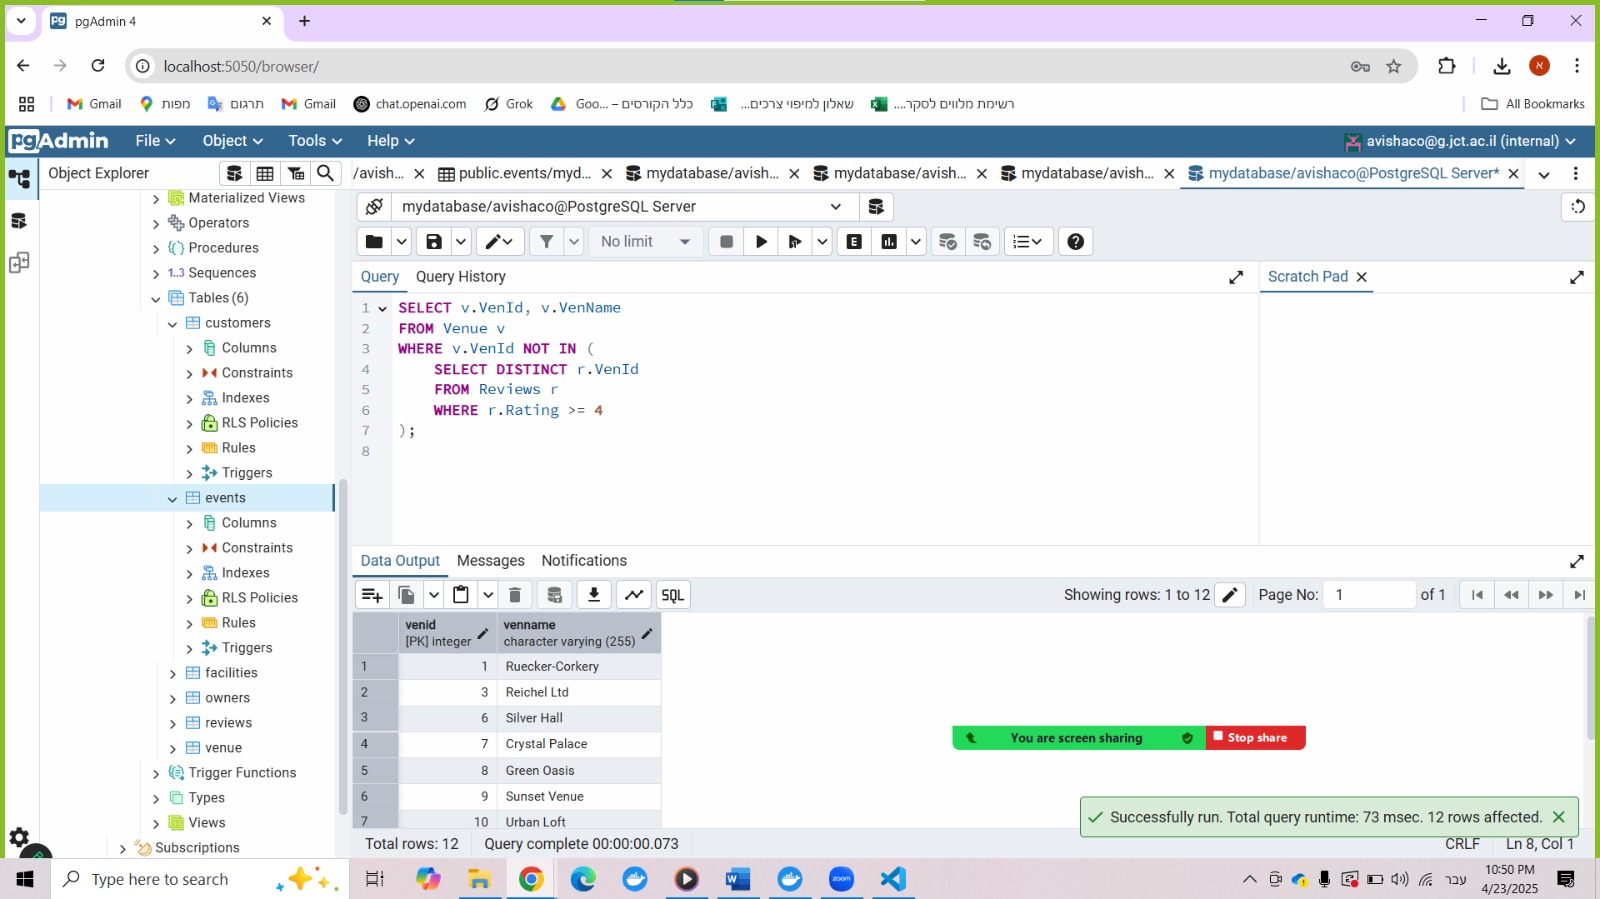 pgAdmin 4
localhost:5050/browser/
Gmail
מפות
תרגום
Gmail
chat.openai.com
Grok
כלל הקורסים – Goo...
שאלון למיפוי צרכים...
רשימת מלווים לסקר....
All Bookmarks
pgAdmin
File
Object
Tools
Help
avishaco@g.jct.ac.il (internal)
Object Explorer
/avish...
public.events/myd...
mydatabase/avish...
mydatabase/avish...
mydatabase/avish...
mydatabase/avishaco@PostgreSQL Server*
mydatabase/avishaco@PostgreSQL Server
No limit
E
Materialized Views
Operators
Procedures
1..3 Sequences
Tables (6)
customers
Columns
Constraints
Indexes
RLS Policies
Rules
Triggers
events
Columns
Constraints
Indexes
RLS Policies
Rules
Triggers
facilities
owners
reviews
venue
Trigger Functions
Types
Views
Subscriptions
Query
Query History
Scratch Pad
1 SELECT v.VenId, v.VenName
2 FROM Venue v
3 WHERE v.VenId NOT IN (
4 SELECT DISTINCT r.VenId
5 FROM Reviews r
6 WHERE r.Rating >= 4
7 );
8
Data Output
Messages
Notifications
SQL
Showing rows: 1 to 12
Page No: 1 of 1
venid
[PK] integer
venname
character varying (255)
1 1 Ruecker-Corkery
2 3 Reichel Ltd
3 6 Silver Hall
4 7 Crystal Palace
5 8 Green Oasis
6 9 Sunset Venue
7 10 Urban Loft
You are screen sharing
Stop share
Successfully run. Total query runtime: 73 msec. 12 rows affected.
Total rows: 12
Query complete 00:00:00.073
CRLF
Ln 8, Col 1
Type here to search
zoom
עבר
10:50 PM
4/23/2025